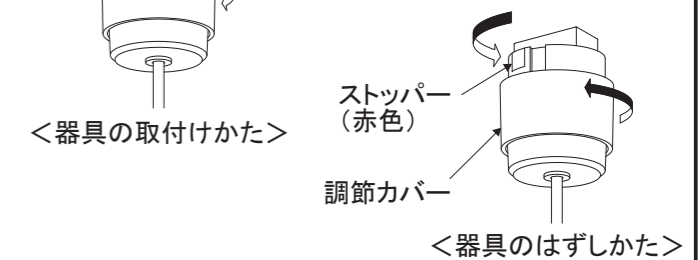 ＜器具の取付けかた＞
ストッパー
（赤色）
調節カバー
＜器具のはずしかた＞